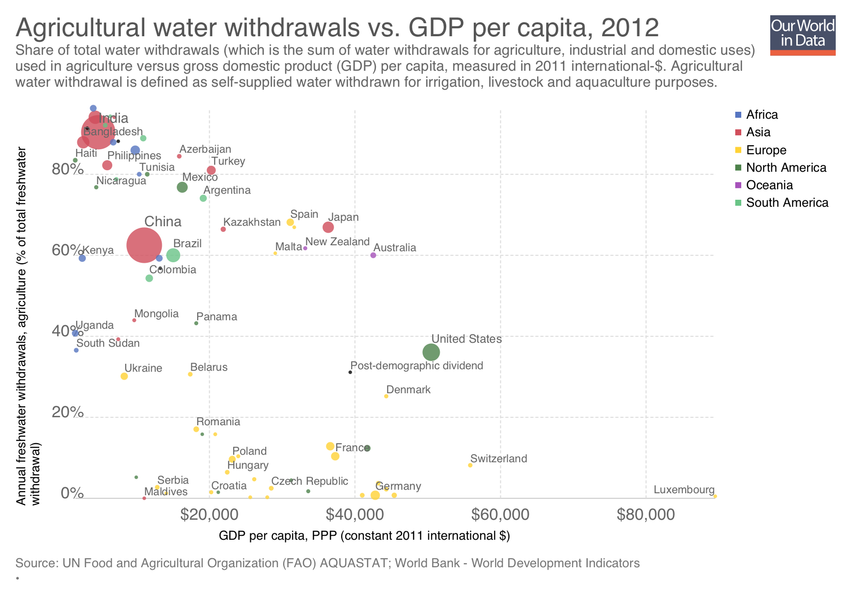 Agricultural water withdrawals vs. GDP per capita, 2012
Our World
in Data
Share of total water withdrawals (which is the sum of water withdrawals for agriculture, industrial and domestic uses)
used in agriculture versus gross domestic product (GDP) per capita, measured in 2011 international-$. Agricultural
water withdrawal is defined as self-supplied water withdrawn for irrigation, livestock and aquaculture purposes.
Africa
Asia
Europe
North America
Oceania
South America
India
Bangladesh
Haiti
Philippines
Azerbaijan
Turkey
80%
Tunisia
Nicaragua
Mexico
Argentina
China
Kazakhstan
Spain
Japan
60%
Kenya
Brazil
Malta
New Zealand
Australia
Colombia
Mongolia
Panama
40%
Uganda
South Sudan
United States
Ukraine
Belarus
Post-demographic dividend
Denmark
20%
Romania
Poland
Hungary
France
Switzerland
Serbia
Croatia
Czech Republic
Germany
Luxembourg
0%
Maldives
$20,000
$40,000
$60,000
$80,000
Annual freshwater withdrawals, agriculture (% of total freshwater
withdrawal)
GDP per capita, PPP (constant 2011 international $)
Source: UN Food and Agricultural Organization (FAO) AQUASTAT; World Bank - World Development Indicators
•